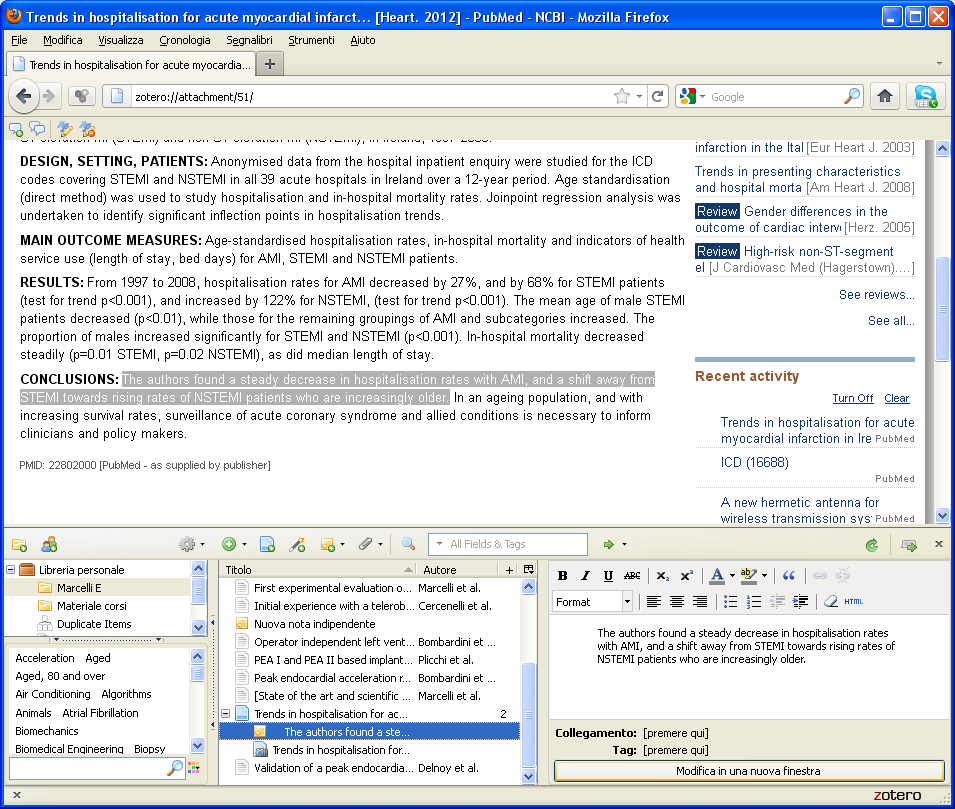 Trends in hospitalisation for acute myocardial infarct... [Heart. 2012] - PubMed - NCBI - Mozilla Firefox
File Modifica Visualizza Cronologia Segnalibri Strumenti Aiuto
Trends in hospitalisation for acute myocardia...
zotero://attachment/51/
Google
DESIGN, SETTING, PATIENTS: Anonymised data from the hospital inpatient enquiry were studied for the ICD
codes covering STEMI and NSTEMI in all 39 acute hospitals in Ireland over a 12-year period. Age standardisation
(direct method) was used to study hospitalisation and in-hospital mortality rates. Joinpoint regression analysis was
undertaken to identify significant inflection points in hospitalisation trends.
MAIN OUTCOME MEASURES: Age-standardised hospitalisation rates, in-hospital mortality and indicators of health
service use (length of stay, bed days) for AMI, STEMI and NSTEMI patients.
RESULTS: From 1997 to 2008, hospitalisation rates for AMI decreased by 27%, and by 68% for STEMI patients
(test for trend p<0.001), and increased by 122% for NSTEMI, (test for trend p<0.001). The mean age of male STEMI
patients decreased (p<0.01), while those for the remaining groupings of AMI and subcategories increased. The
proportion of males increased significantly for STEMI and NSTEMI (p<0.001). In-hospital mortality decreased
steadily (p=0.01 STEMI, p=0.02 NSTEMI), as did median length of stay.
CONCLUSIONS: The authors found a steady decrease in hospitalisation rates with AMI, and a shift away from
STEMI towards rising rates of NSTEMI patients who are increasingly older. In an ageing population, and with
increasing survival rates, surveillance of acute coronary syndrome and allied conditions is necessary to inform
clinicians and policy makers.
PMID: 22802000 [PubMed - as supplied by publisher]
infarction in the Ital [Eur Heart J. 2003]
Trends in presenting characteristics
and hospital morta [Am Heart J. 2008]
Review Gender differences in the
outcome of cardiac interv [Herz. 2005]
Review High-risk non-ST-segment
el [J Cardiovasc Med (Hagerstown)....]
See reviews...
See all...
Recent activity
Turn Off Clear
Trends in hospitalisation for acute
myocardial infarction in Ire PubMed
ICD (16688)
PubMed
A new hermetic antenna for
wireless transmission sys PubMed
All Fields & Tags
Libreria personale
Marcelli E
Materiale corsi
Duplicate Items
Acceleration Aged
Aged, 80 and over
Air Conditioning Algorithms
Animals Atrial Fibrillation
Biomechanics
Biomedical Engineering Biopsy
Titolo Autore
First experimental evaluation o... Marcelli et al.
Initial experience with a telerob... Cercenelli et al.
Nuova nota indipendente
Operator independent left vent... Bombardini et ...
PEA I and PEA II based implant... Plicchi et al.
Peak endocardial acceleration r... Bombardini et ...
[State of the art and scientific ... Marcelli et al.
Trends in hospitalisation for ac... 2
The authors found a ste...
Trends in hospitalisation for...
Validation of a peak endocardia... Delnoy et al.
B I U ABC X₂ X² A ab HTML
Format
The authors found a steady decrease in hospitalisation rates
with AMI, and a shift away from STEMI towards rising rates of
NSTEMI patients who are increasingly older.
Collegamento: [premere qui]
Tag: [premere qui]
Modifica in una nuova finestra
zotero